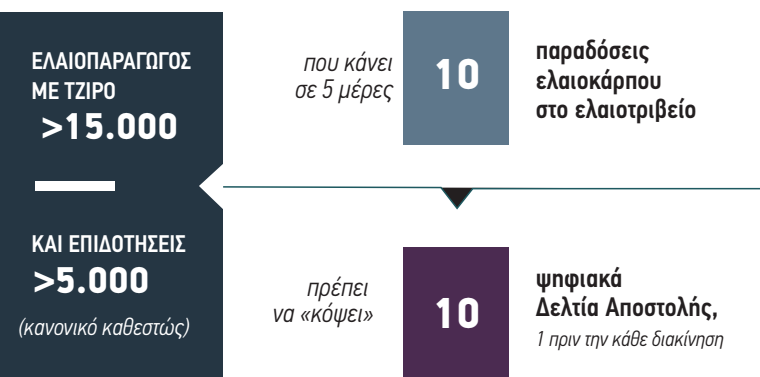 ΕΛΑΙΟΠΑΡΑΓΩΓΟΣ
ΜΕ ΤΖΙΡΟ
>15.000
ΚΑΙ ΕΠΙΔΟΤΗΣΕΙΣ
>5.000
(κανονικό καθεστώς)
που κάνει
σε 5 μέρες
10
παραδόσεις
ελαιοκάρπου
στο ελαιοτριβείο
πρέπει
να «κόψει»
10
ψηφιακά
Δελτία Αποστολής,
1 πριν την κάθε διακίνηση